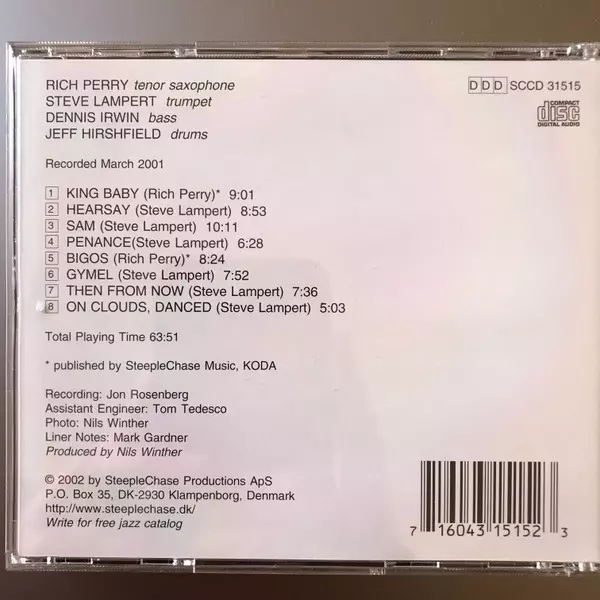 RICH PERRY tenor saxophone
STEVE LAMPERT trumpet
DENNIS IRWIN bass
JEFF HIRSHFIELD drums
DDD SCCD 31515
COMPACT
disc
DIGITAL AUDIO
Recorded March 2001
1 KING BABY (Rich Perry)* 9:01
2 HEARSAY (Steve Lampert) 8:53
3 SAM (Steve Lampert) 10:11
4 PENANCE(Steve Lampert) 6:28
5 BIGOS (Rich Perry)* 8:24
6 GYMEL (Steve Lampert) 7:52
7 THEN FROM NOW (Steve Lampert) 7:36
8 ON CLOUDS, DANCED (Steve Lampert) 5:03
Total Playing Time 63:51
* published by SteepleChase Music, KODA
Recording: Jon Rosenberg
Assistant Engineer: Tom Tedesco
Photo: Nils Winther
Liner Notes: Mark Gardner
Produced by Nils Winther
© 2002 by SteepleChase Productions ApS
P.O. Box 35, DK-2930 Klampenborg, Denmark
http://www.steeplechase.dk/
Write for free jazz catalog
7 16043 15152 3